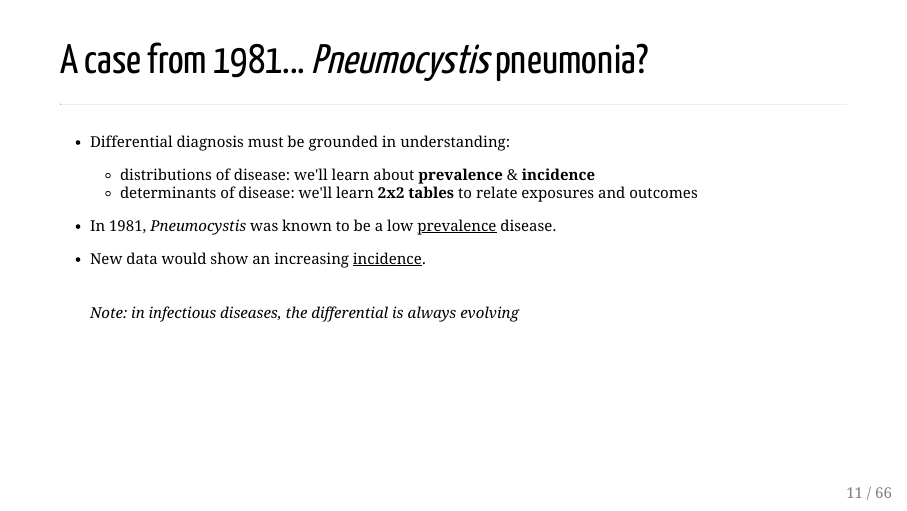 A case from 1981... Pneumocystis pneumonia?
• Differential diagnosis must be grounded in understanding:
◦ distributions of disease: we'll learn about prevalence & incidence
◦ determinants of disease: we'll learn 2x2 tables to relate exposures and outcomes
• In 1981, Pneumocystis was known to be a low prevalence disease.
• New data would show an increasing incidence.
Note: in infectious diseases, the differential is always evolving
11 / 66